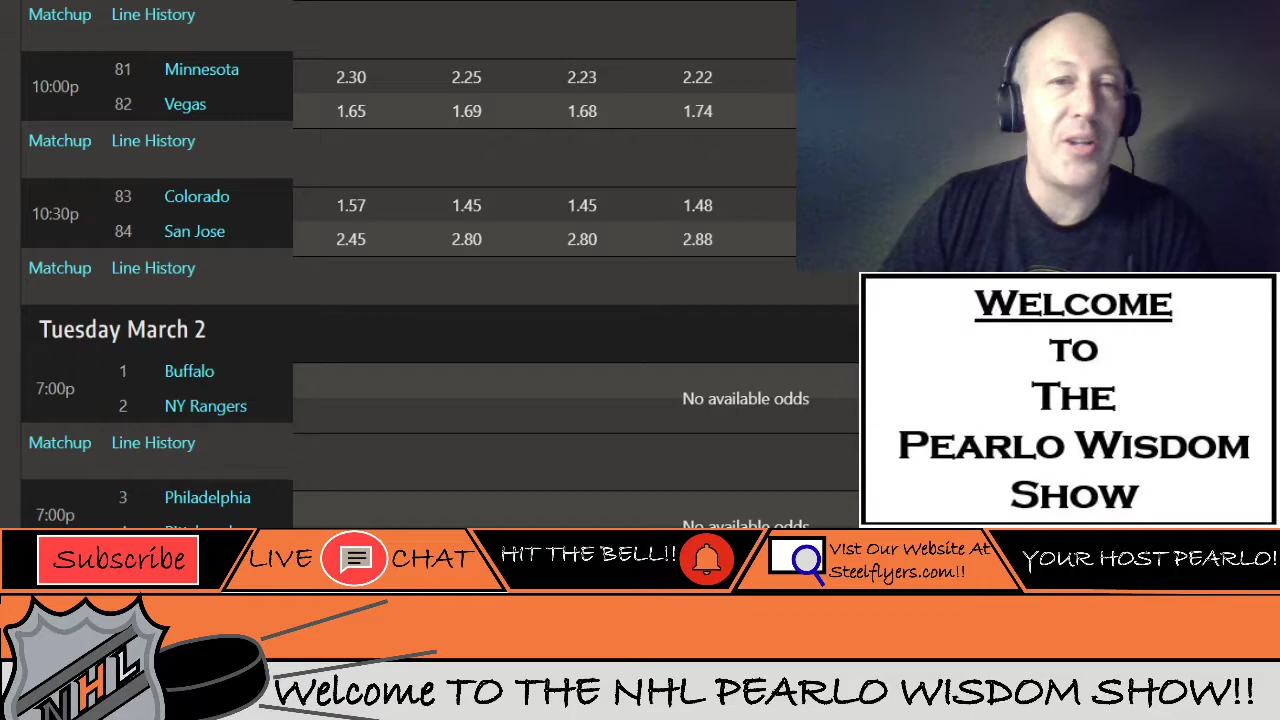 Matchup Line History
10:00p
81 Minnesota 2.30 2.25 2.23 2.22
82 Vegas 1.65 1.69 1.68 1.74
Matchup Line History
10:30p
83 Colorado 1.57 1.45 1.45 1.48
84 San Jose 2.45 2.80 2.80 2.88
Matchup Line History
Tuesday March 2
7:00p
1 Buffalo
2 NY Rangers
No available odds
Matchup Line History
7:00p
3 Philadelphia
No available odds
Welcome
to
The
Pearlo Wisdom
Show
Subscribe
LIVE CHAT
HIT THE BELL!!
VIst Our Website At
Steelflyers.com!!
YOUR HOST PEARLO!
NHL
Welcome TO THE NHL PEARLO WISDOM SHOW!!